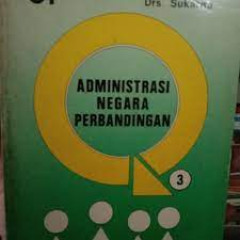 Drs.
ADMINISTRASI
NEGARA
PERBANDINGAN
3